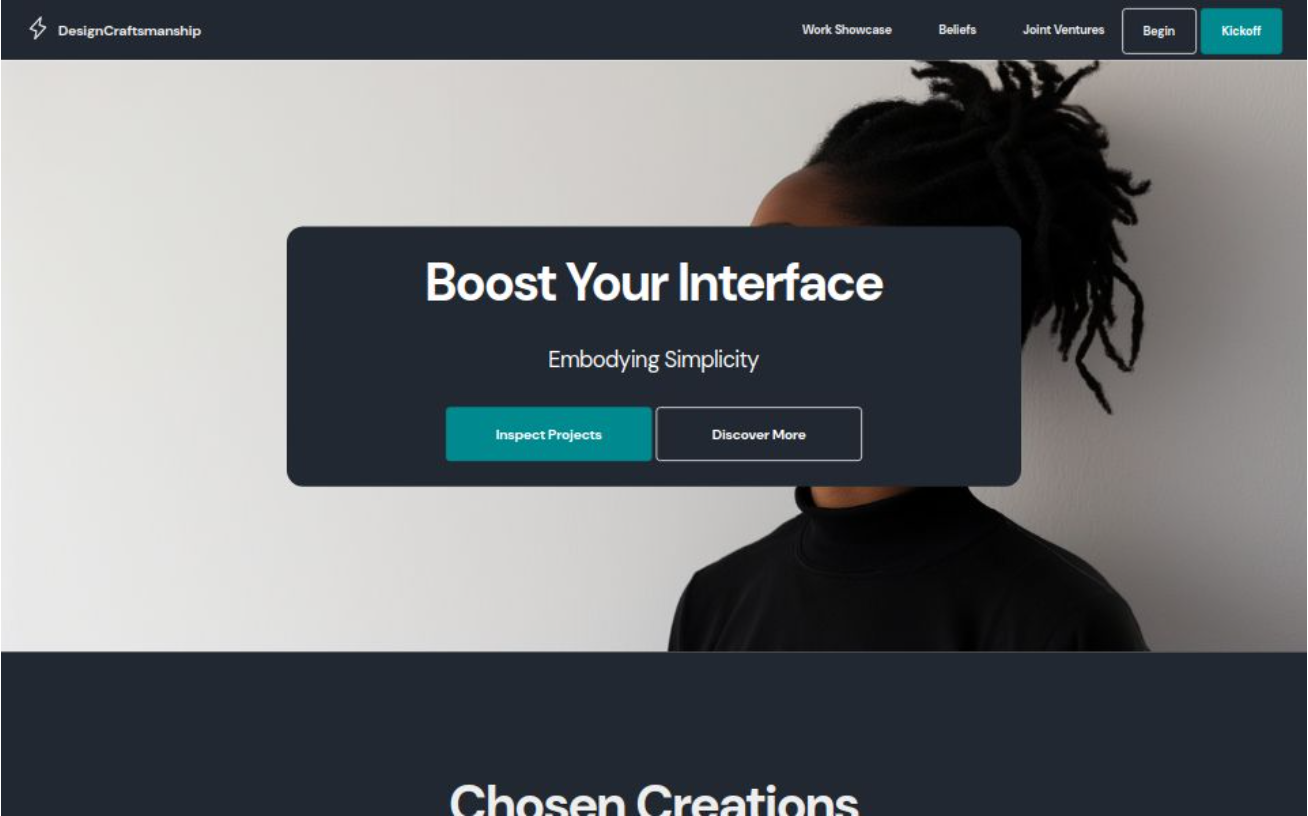 DesignCraftsmanship
Work Showcase
Beliefs
Joint Ventures
Begin
Kickoff
Boost Your Interface
Embodying Simplicity
Inspect Projects
Discover More
Chosen Creations